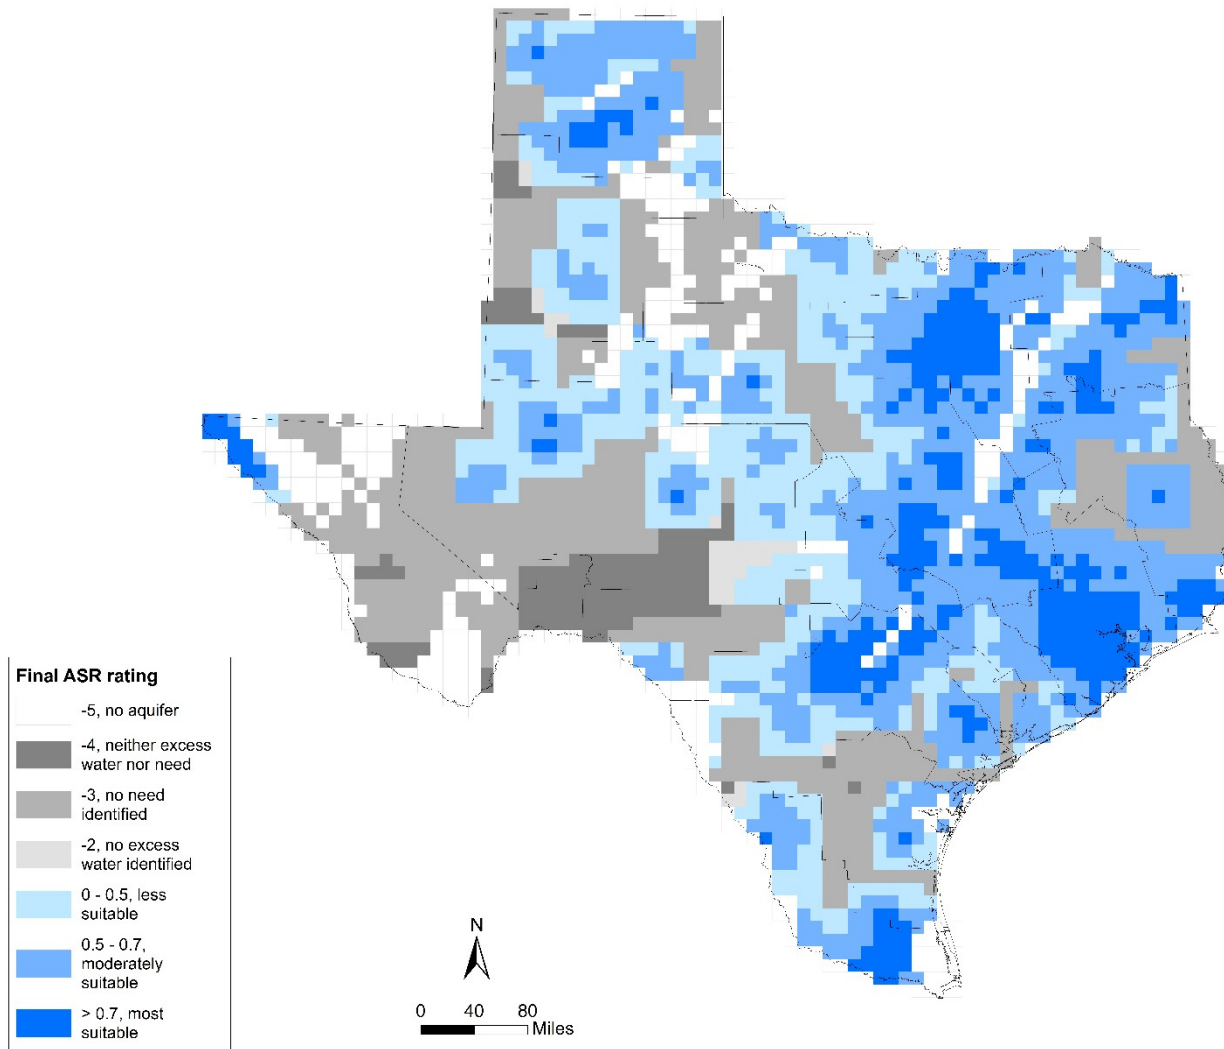 Final ASR rating
-5, no aquifer
-4, neither excess
water nor need
-3, no need
identified
-2, no excess
water identified
0 - 0.5, less
suitable
0.5 - 0.7,
moderately
suitable
> 0.7, most
suitable
N
0 40 80
Miles